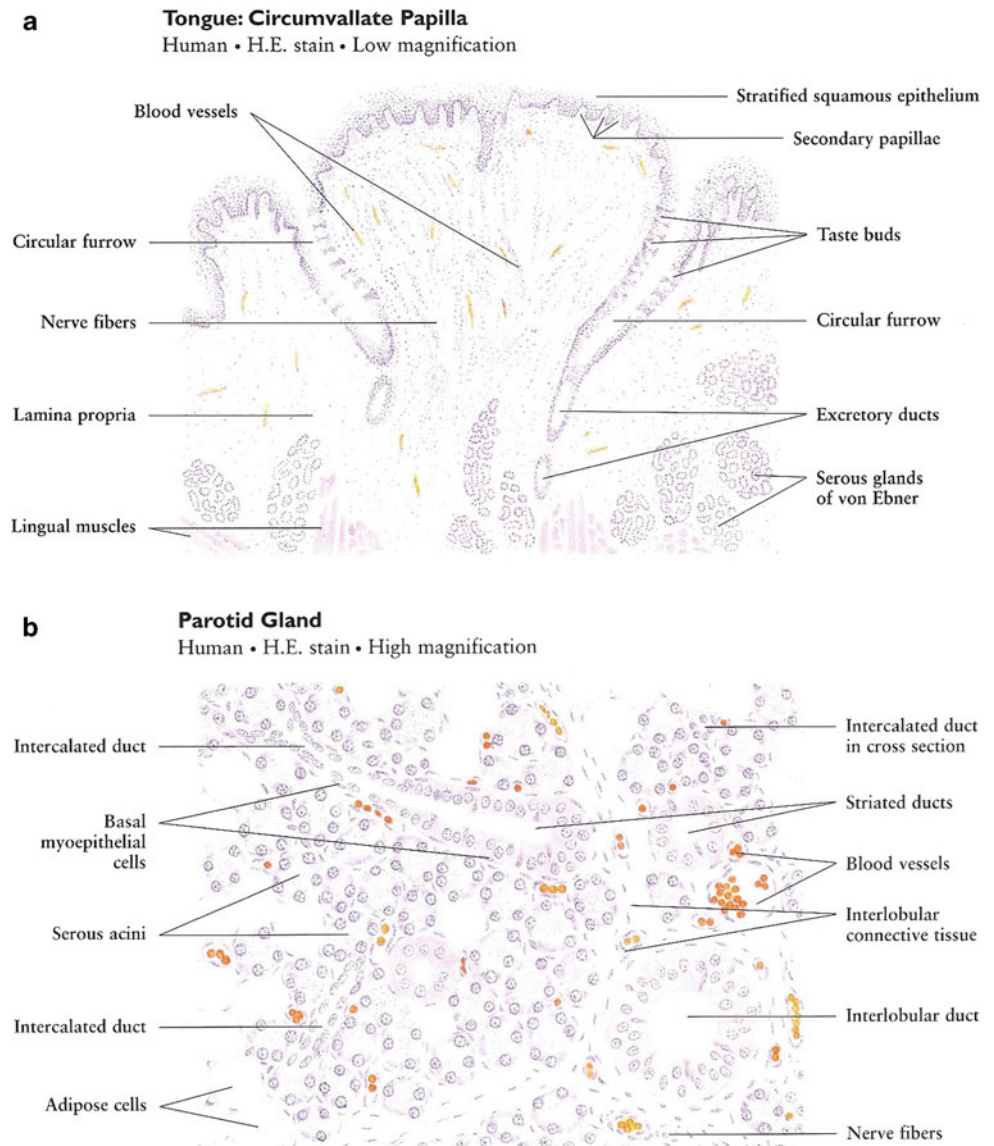 a
Tongue: Circumvallate Papilla
Human • H.E. stain • Low magnification
Blood vessels
Circular furrow
Nerve fibers
Lamina propria
Lingual muscles
Stratified squamous epithelium
Secondary papillae
Taste buds
Circular furrow
Excretory ducts
Serous glands
of von Ebner
b
Parotid Gland
Human • H.E. stain • High magnification
Intercalated duct
Basal
myoepithelial
cells
Serous acini
Intercalated duct
Adipose cells
Intercalated duct
in cross section
Striated ducts
Blood vessels
Interlobular
connective tissue
Interlobular duct
Nerve fibers